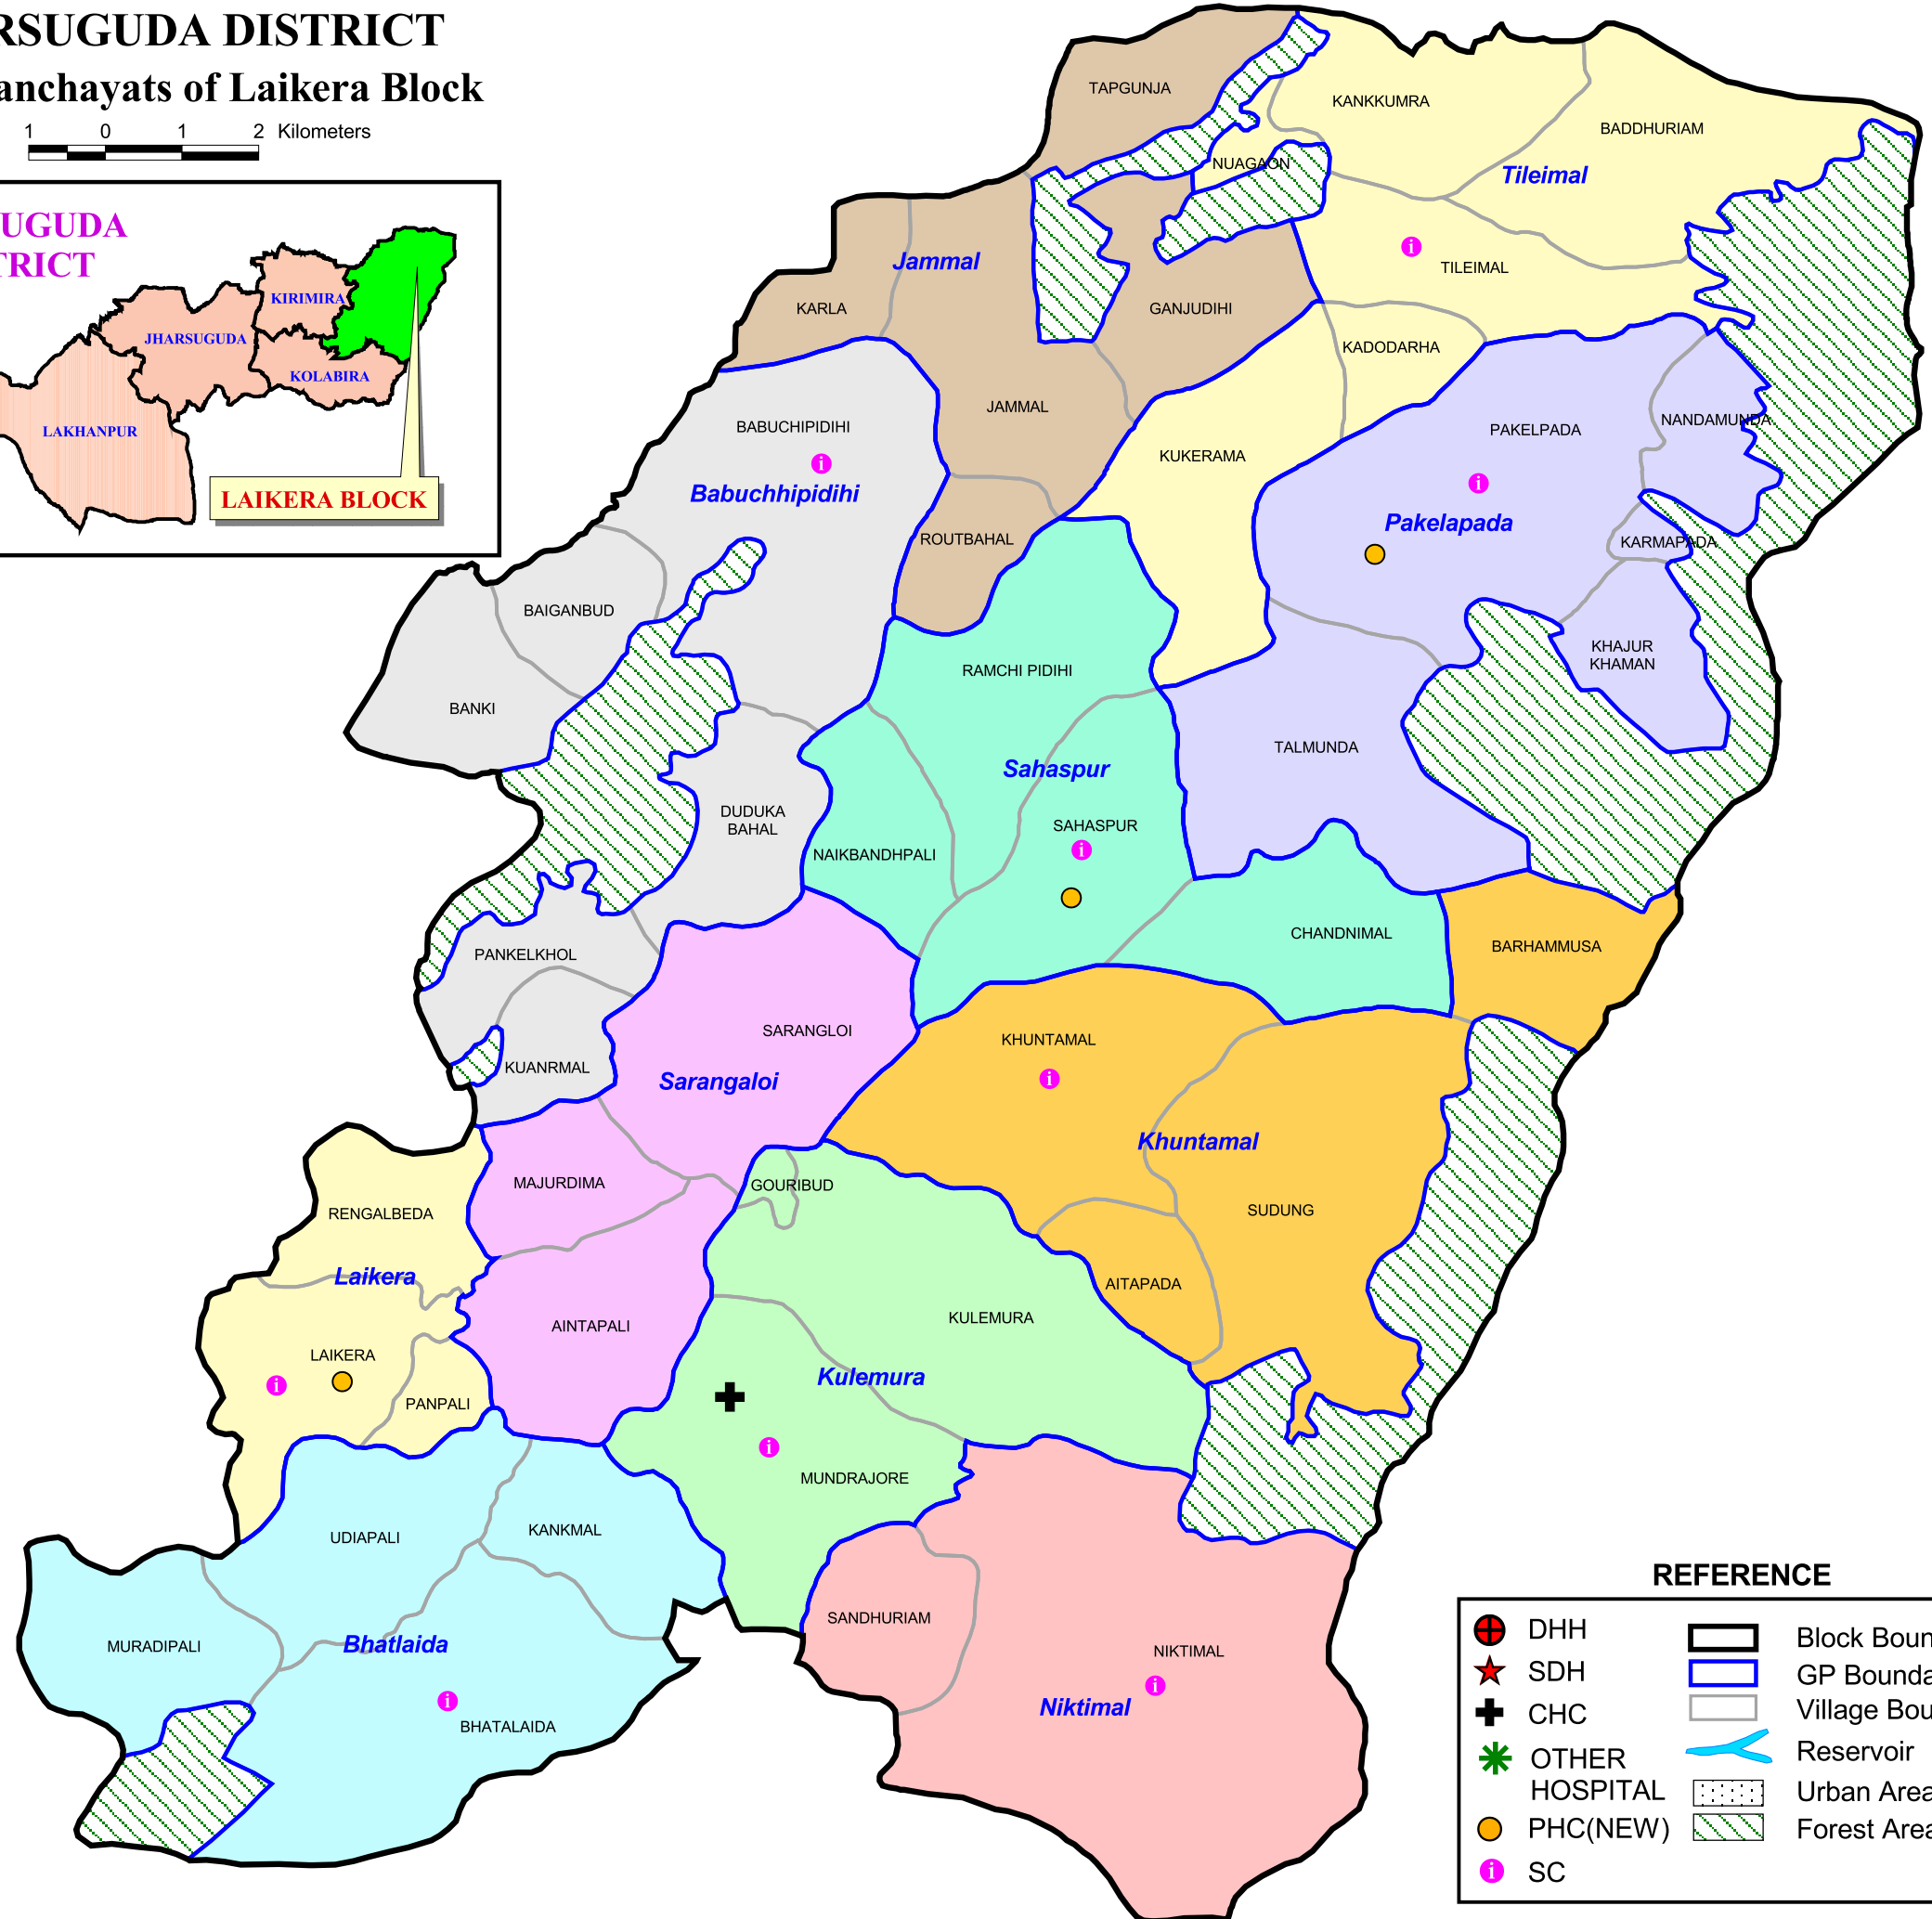 RSUGUDA DISTRICT
anchayats of Laikera Block
1 0 1 2 Kilometers
UGUDA
TRICT
KIRIMIRA
JHARSUGUDA
KOLABIRA
LAKHANPUR
LAIKERA BLOCK
TAPGUNJA
KANKKUMRA
BADDHURIAM
NUAGAON
Tileimal
Jammal
TILEIMAL
KARLA
GANJUDIHI
KADODARHA
JAMMAL
BABUCHIPIDIHI
NANDAMUNDA
PAKELPADA
KUKERAMA
Babuchhipidihi
Pakelapada
ROUTBAHAL
KARMAPADA
BAIGANBUD
KHAJUR
KHAMAN
RAMCHI PIDIHI
BANKI
TALMUNDA
Sahaspur
DUDUKA
BAHAL
SAHASPUR
NAIKBANDHPALI
CHANDNIMAL
BARHAMMUSA
PANKELKHOL
SARANGLOI
KHUNTAMAL
KUANRMAL
Sarangaloi
Khuntamal
MAJURDIMA
GOURIBUD
RENGALBEDA
SUDUNG
Laikera
AITAPADA
KULEMURA
AINTAPALI
LAIKERA
Kulemura
PANPALI
MUNDRAJORE
KANKMAL
UDIAPALI
SANDHURIAM
MURADIPALI
Bhatlaida
NIKTIMAL
Niktimal
BHATALAIDA
REFERENCE
DHH
SDH
CHC
OTHER
HOSPITAL
PHC(NEW)
SC
Block Boun
GP Bounda
Village Bou
Reservoir
Urban Area
Forest Area